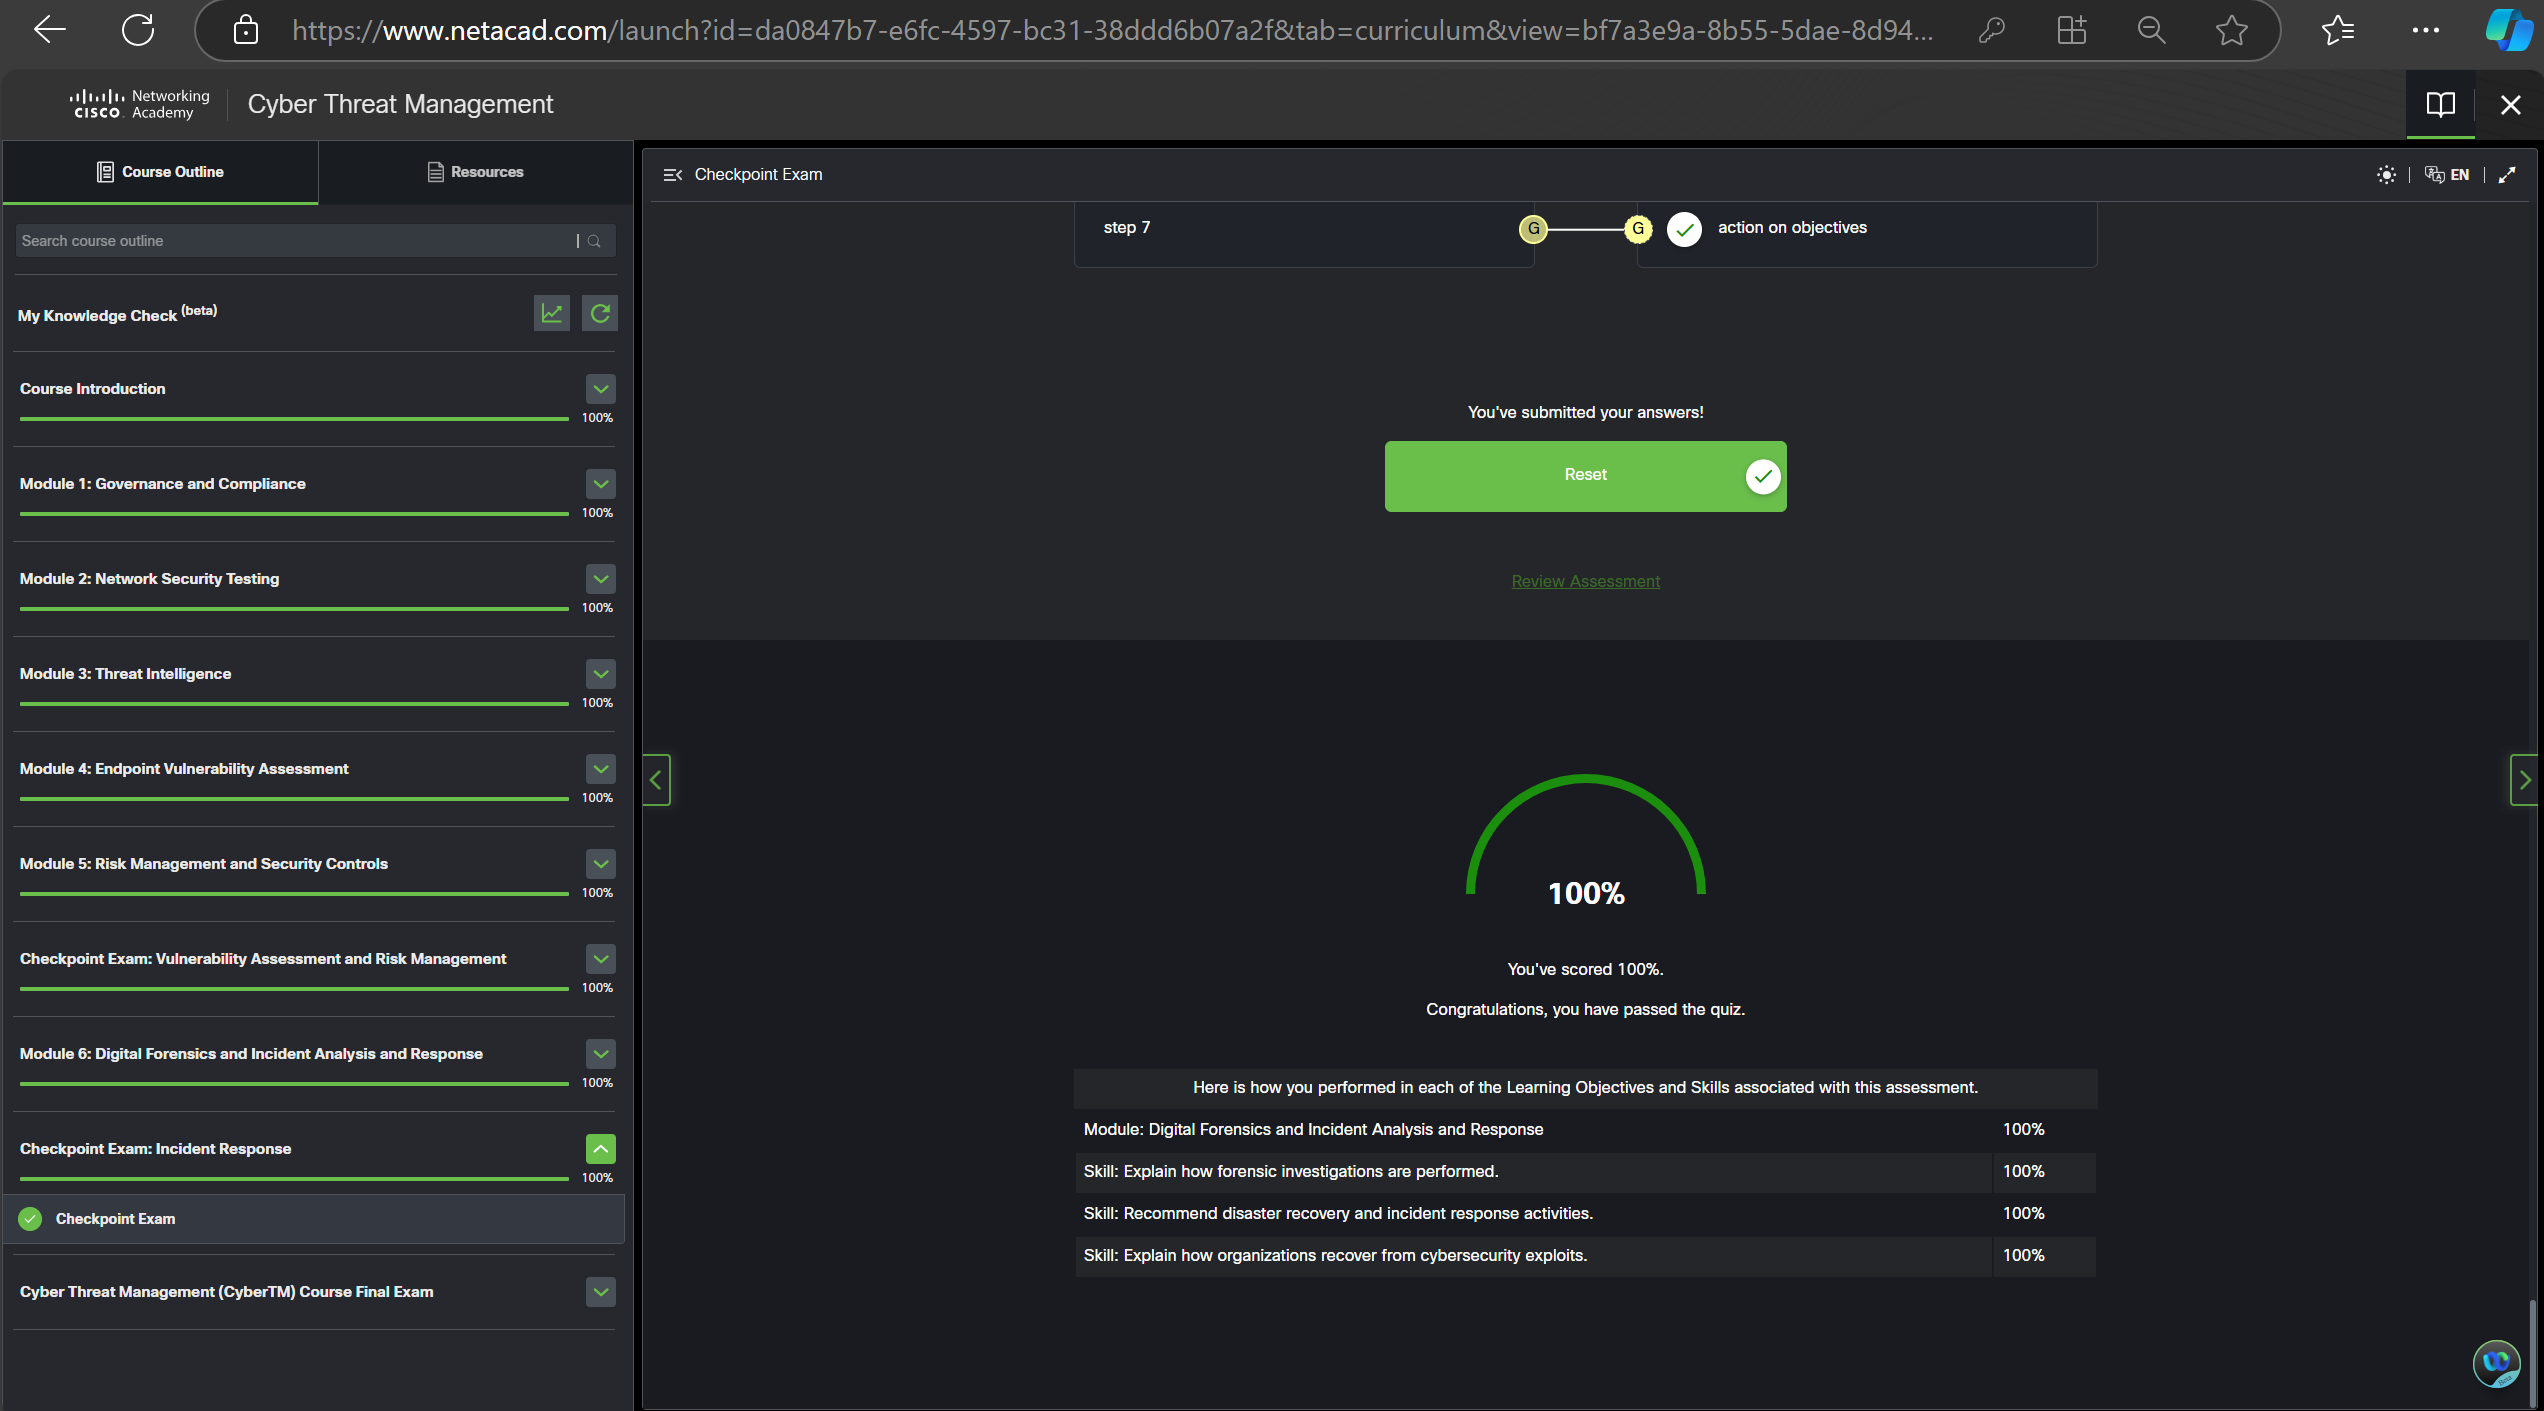 https://www.netacad.com/launch?id=da0847b7-e6fc-4597-bc31-38ddd6b07a2f&tab=curriculum&view=bf7a3e9a-8b55-5dae-8d94...
CISCO Networking Academy
Cyber Threat Management
Course Outline
Resources
Search course outline
My Knowledge Check (beta)
Course Introduction
100%
Module 1: Governance and Compliance
100%
Module 2: Network Security Testing
100%
Module 3: Threat Intelligence
100%
Module 4: Endpoint Vulnerability Assessment
100%
Module 5: Risk Management and Security Controls
100%
Checkpoint Exam: Vulnerability Assessment and Risk Management
100%
Module 6: Digital Forensics and Incident Analysis and Response
100%
Checkpoint Exam: Incident Response
100%
Checkpoint Exam
Cyber Threat Management (CyberTM) Course Final Exam
Checkpoint Exam
EN
step 7
G
G
action on objectives
You've submitted your answers!
Reset
Review Assessment
100%
You've scored 100%.
Congratulations, you have passed the quiz.
Here is how you performed in each of the Learning Objectives and Skills associated with this assessment.
Module: Digital Forensics and Incident Analysis and Response 100%
Skill: Explain how forensic investigations are performed. 100%
Skill: Recommend disaster recovery and incident response activities. 100%
Skill: Explain how organizations recover from cybersecurity exploits. 100%
Beta